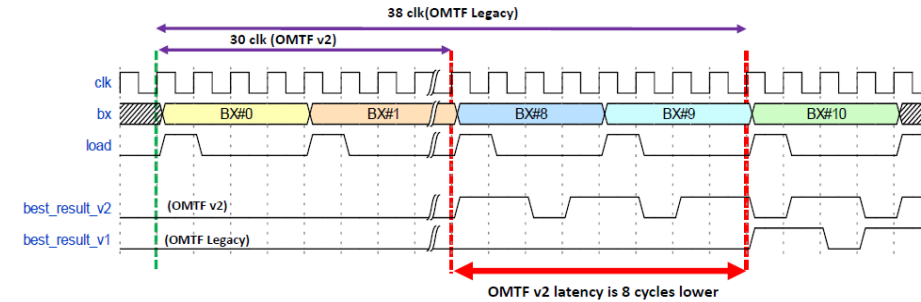 38 clk(OMTF Legacy)
30 clk (OMTF v2)
clk
bx BX#0 BX#1 BX#8 BX#9 BX#10
load
best_result_v2 (OMTF v2)
best_result_v1 (OMTF Legacy)
OMTF v2 latency is 8 cycles lower